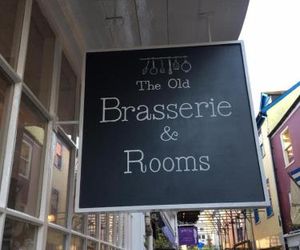 The Old
Brasserie
&
Rooms